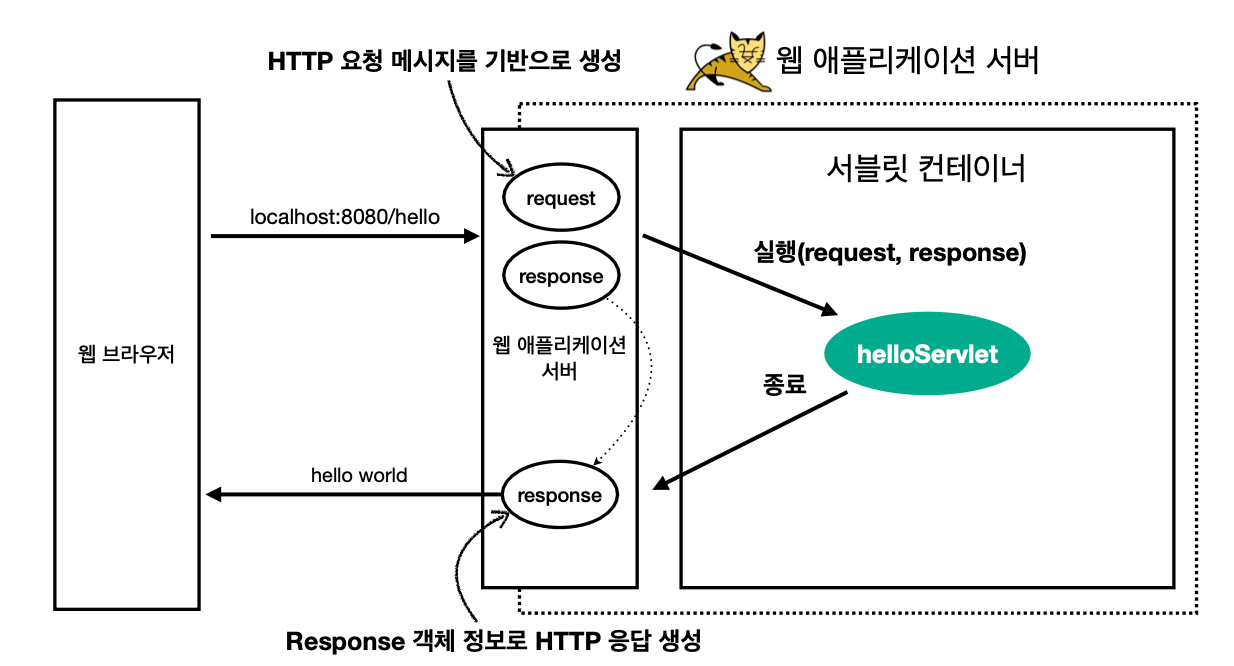 HTTP 요청 메시지를 기반으로 생성
웹 애플리케이션 서버
서블릿 컨테이너
request
localhost:8080/hello
실행(request, response)
response
웹 애플리케이션
서버
웹 브라우저
helloServlet
종료
hello world
response
Response 객체 정보로 HTTP 응답 생성